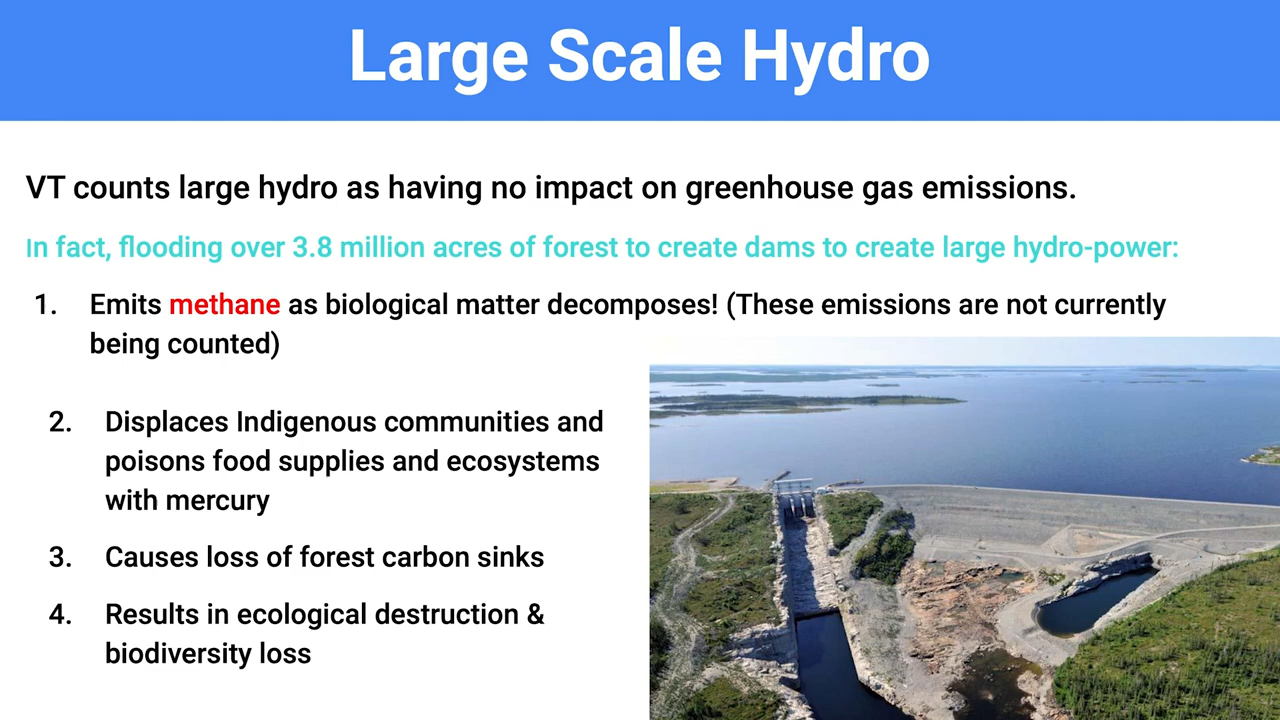 Large Scale Hydro
VT counts large hydro as having no impact on greenhouse gas emissions.
In fact, flooding over 3.8 million acres of forest to create dams to create large hydro-power:
1. Emits methane as biological matter decomposes! (These emissions are not currently
being counted)
2. Displaces Indigenous communities and
poisons food supplies and ecosystems
with mercury
3. Causes loss of forest carbon sinks
4. Results in ecological destruction &
biodiversity loss